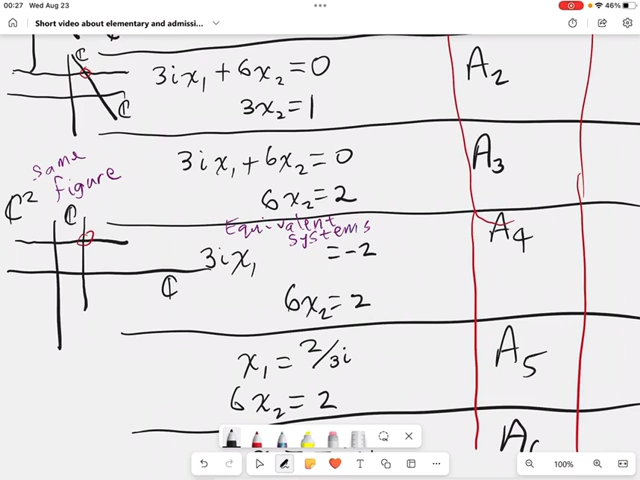 00:27 Wed Aug 23
46%
Short video about elementary and admissi...
ℂ
3ix₁ + 6x₂ = 0
A₂
3x₂ = 1
ℂ
same
figure
3ix₁ + 6x₂ = 0
A₃
6x₂ = 2
ℂ²
ℂ
Equivalent
systems
A₄
3ix₁ = -2
ℂ
6x₂ = 2
x₁ = 2/3i
A₅
6x₂ = 2
100%